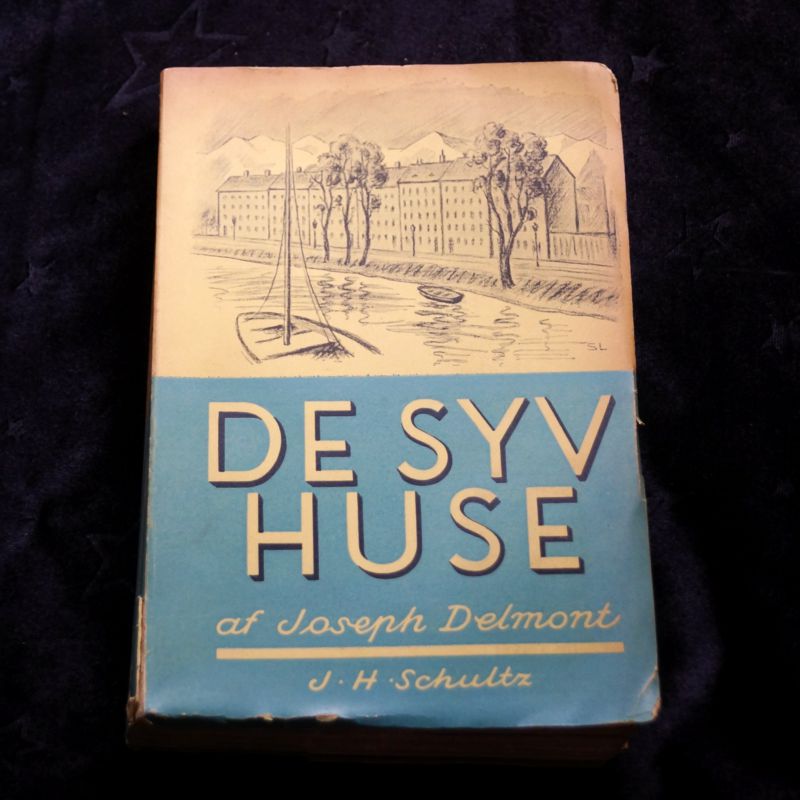 SL
DE SYV
HUSE
af Joseph Delmont
J·H·Schultz